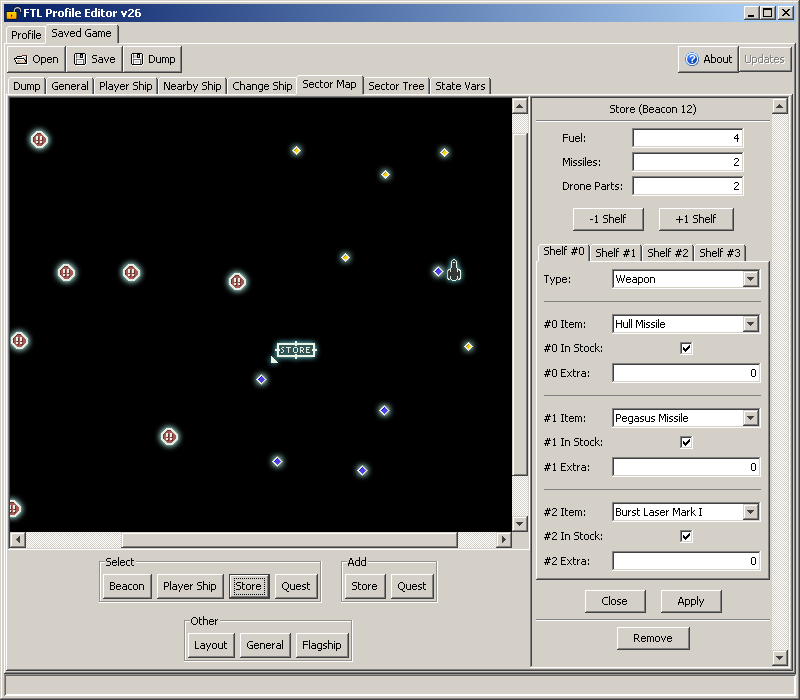 FTL Profile Editor v26
Profile Saved Game
Open Save Dump About Updates
Dump General Player Ship Nearby Ship Change Ship Sector Map Sector Tree State Vars
Store (Beacon 12)
Fuel: 4
Missiles: 2
Drone Parts: 2
-1 Shelf +1 Shelf
Shelf #0 Shelf #1 Shelf #2 Shelf #3
Type: Weapon
#0 Item: Hull Missile
#0 In Stock:
#0 Extra: 0
#1 Item: Pegasus Missile
#1 In Stock:
#1 Extra: 0
#2 Item: Burst Laser Mark I
#2 In Stock:
#2 Extra: 0
Close Apply
Remove
STORE
Select
Beacon Player Ship Store Quest
Add
Store Quest
Other
Layout General Flagship